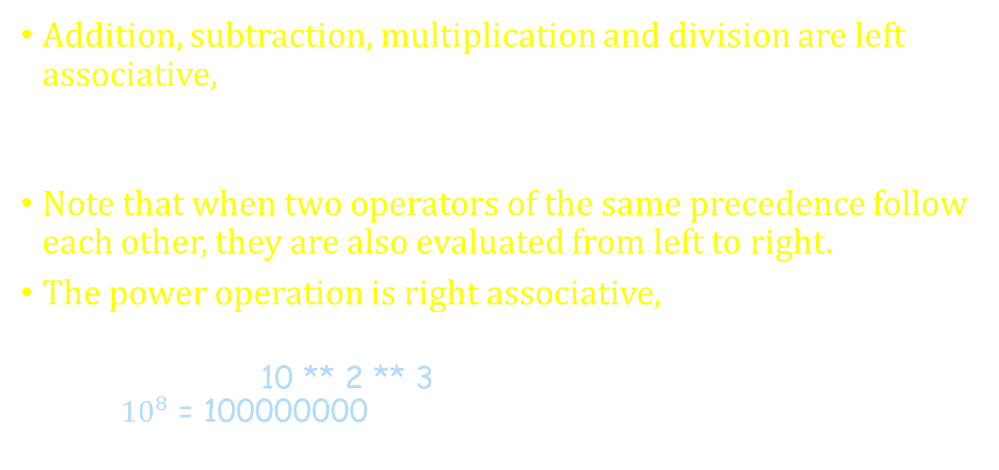 • Addition, subtraction, multiplication and division are left
associative,
• Note that when two operators of the same precedence follow
each other, they are also evaluated from left to right.
• The power operation is right associative,
10 ** 2 ** 3
10⁸ = 100000000